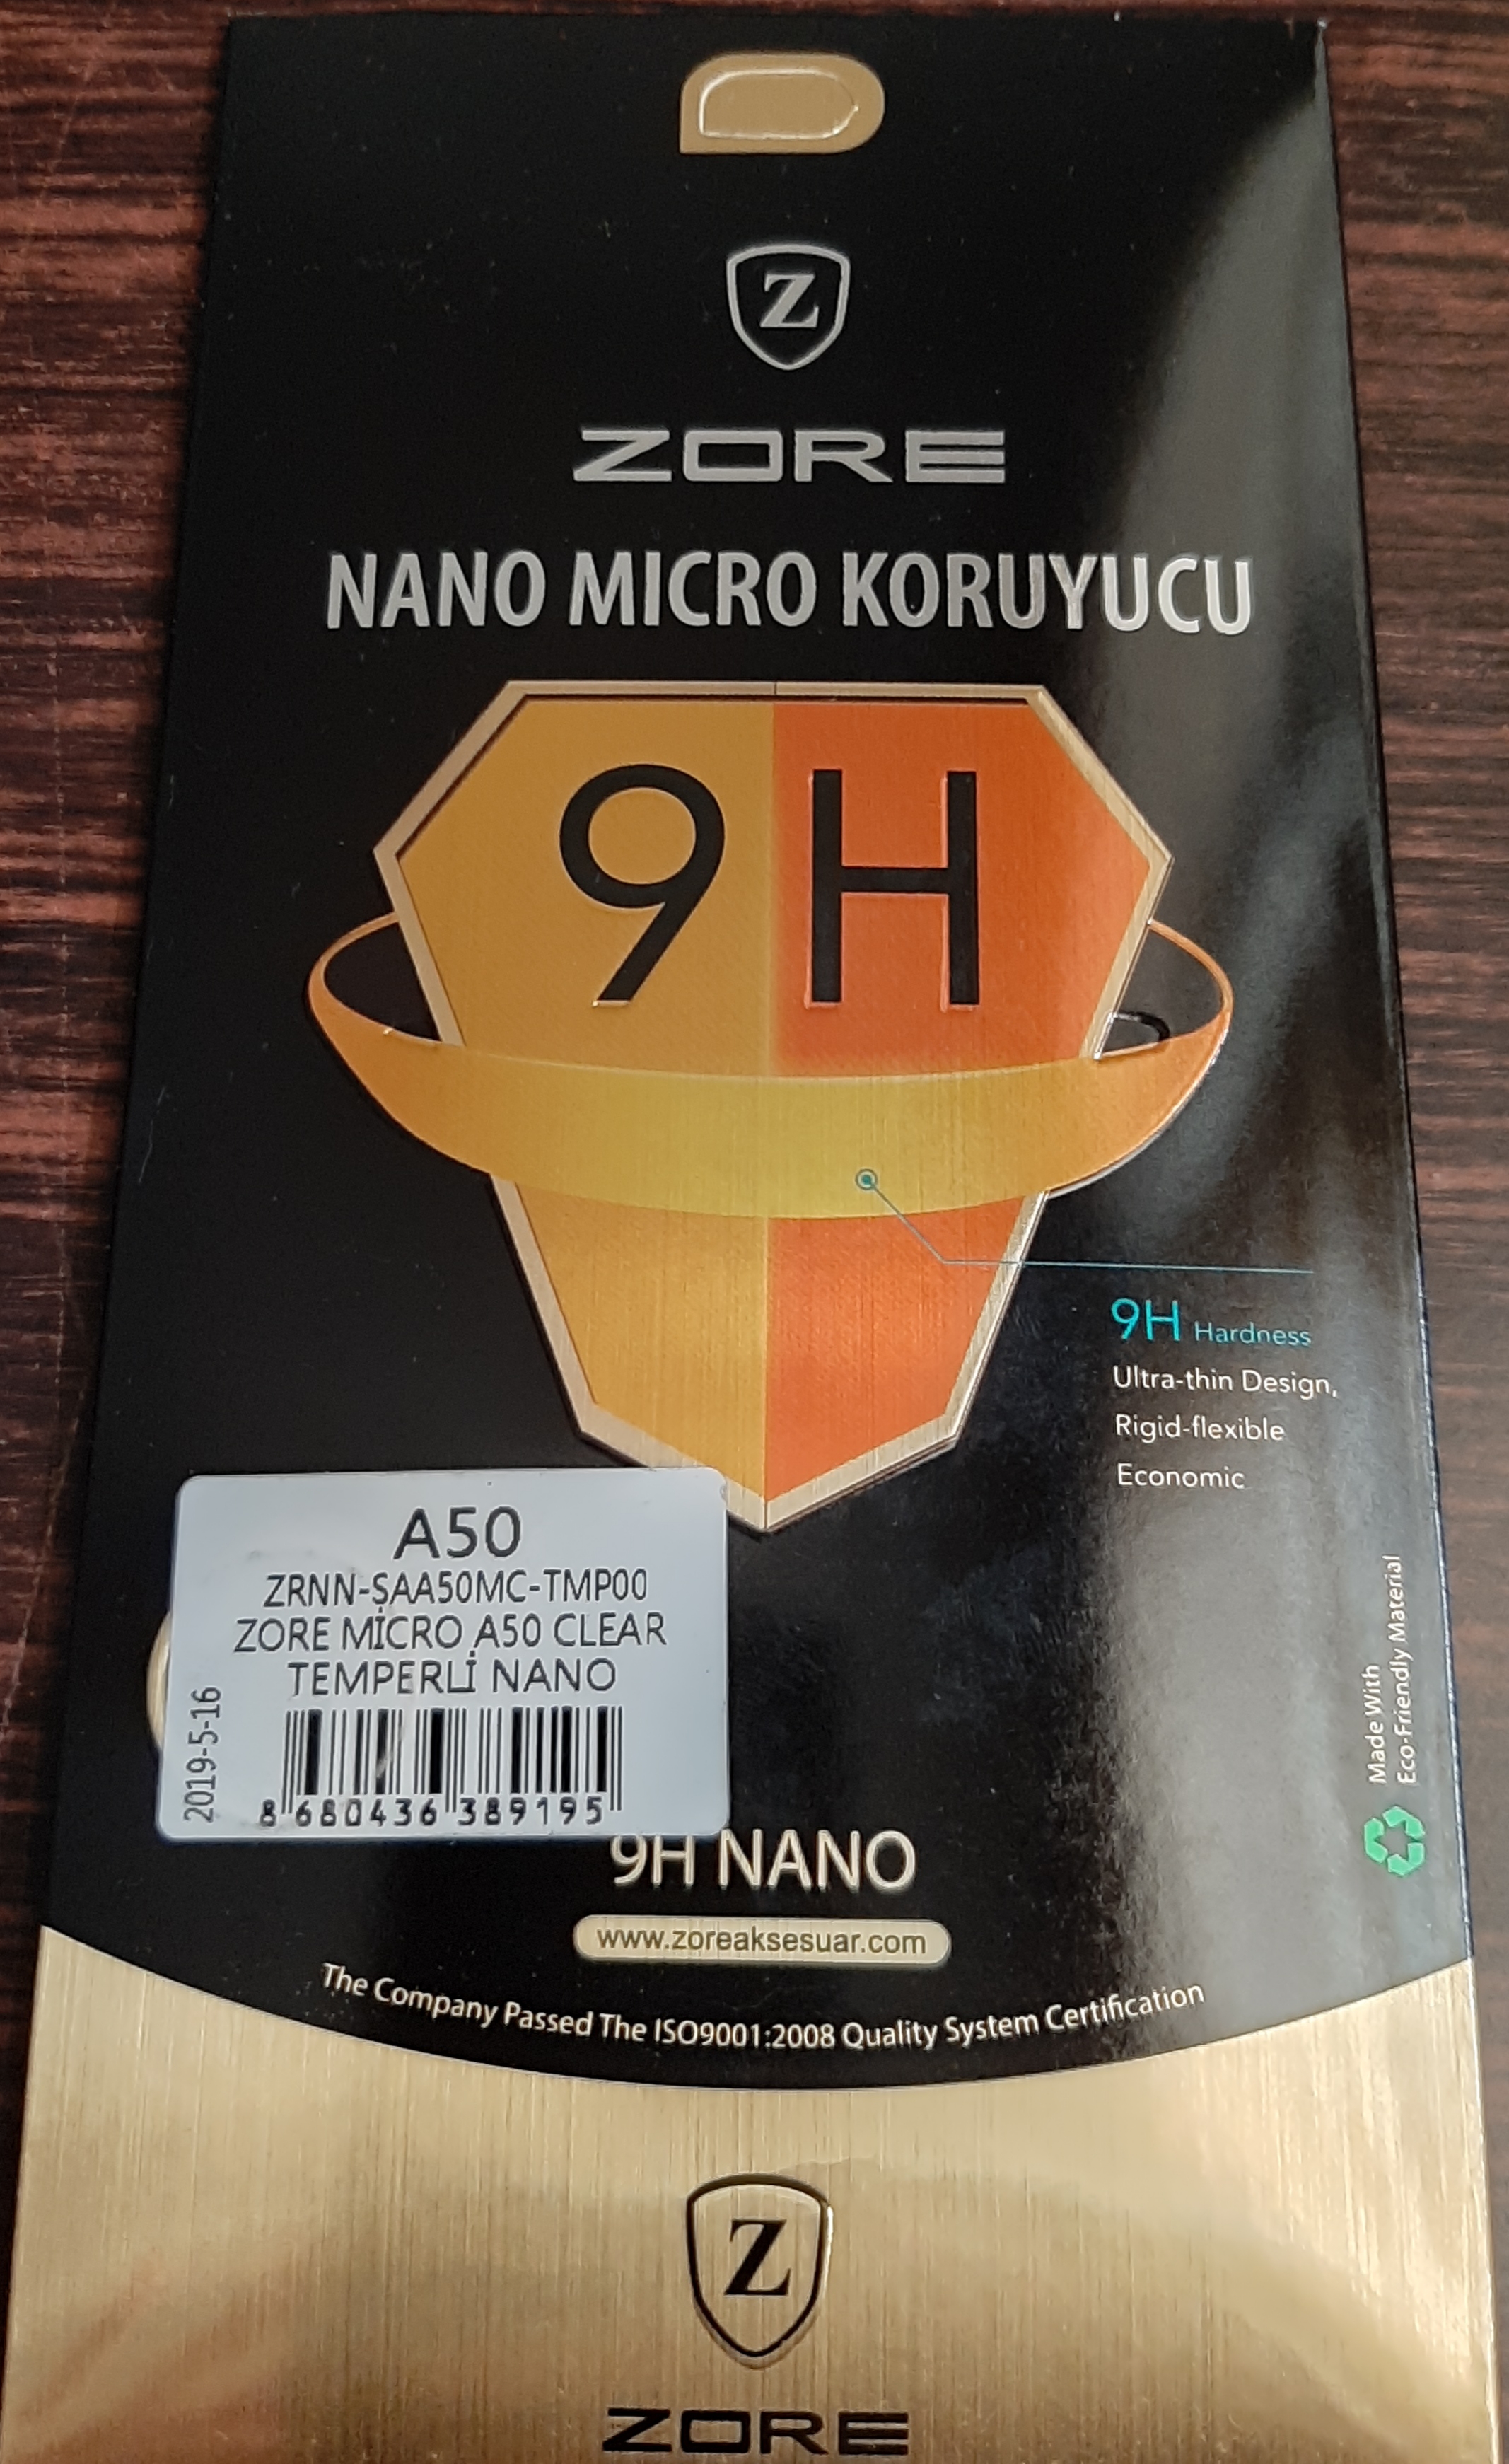 Z
ZORE
NANO MICRO KORUYUCU
9H
9H Hardness
Ultra-thin Design,
Rigid-flexible
Economic
A50
ZRNN-SAA50MC-TMP00
ZORE MİCRO A50 CLEAR
TEMPERLİ NANO
2019-5-16
8 680436 389195
Made With
Eco-Friendly Material
9H NANO
www.zoreaksesuar.com
The Company Passed The ISO9001:2008 Quality System Certification
Z
ZORE